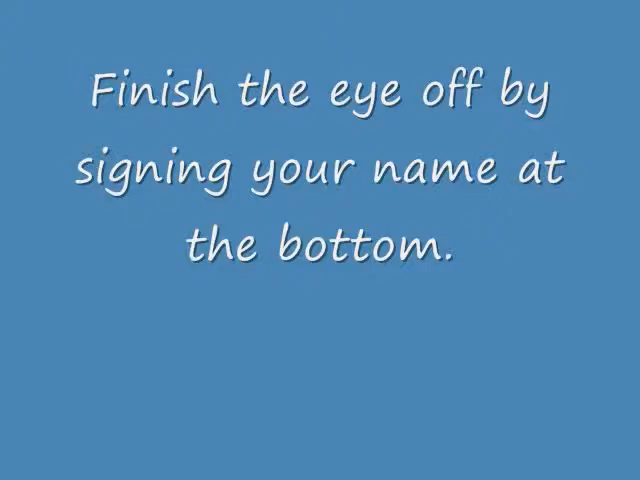 Finish the eye off by
signing your name at
the bottom.